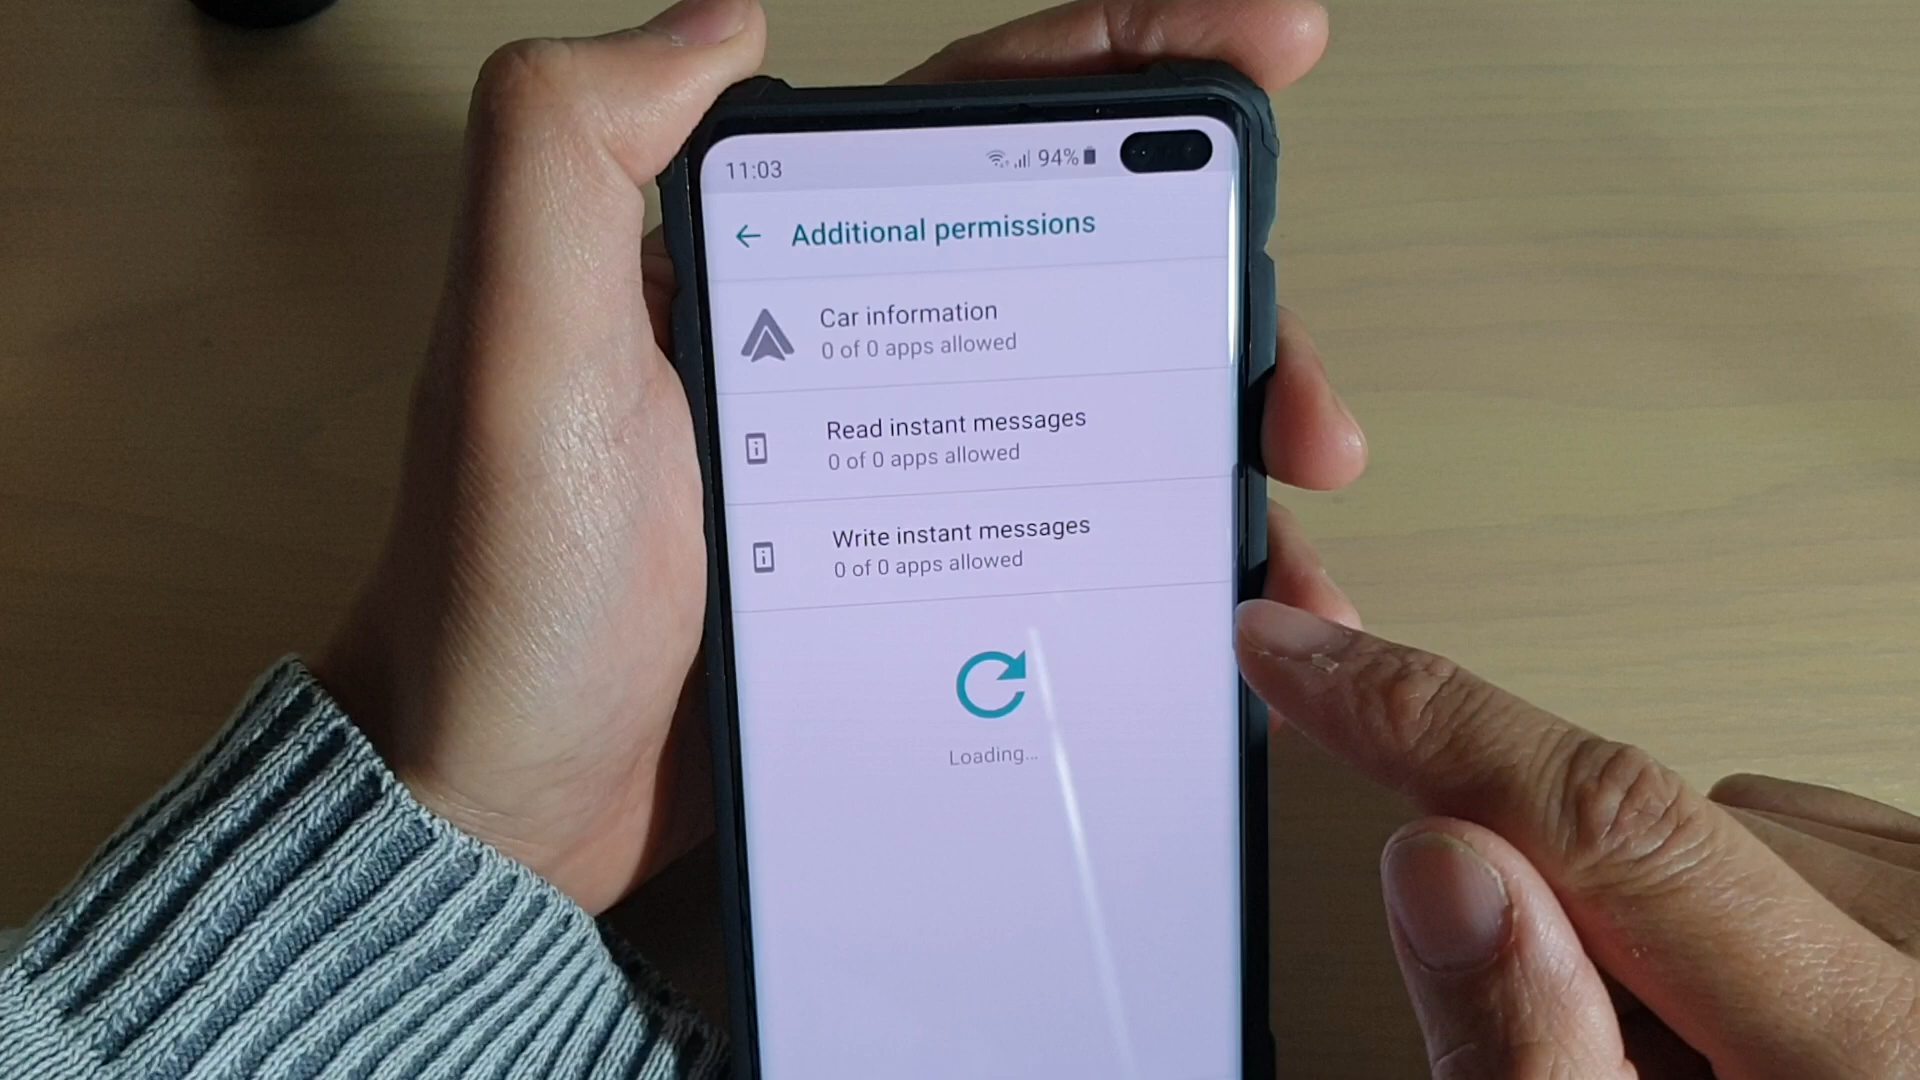 11:03 94%
Additional permissions
Car information
0 of 0 apps allowed
Read instant messages
0 of 0 apps allowed
Write instant messages
0 of 0 apps allowed
Loading...